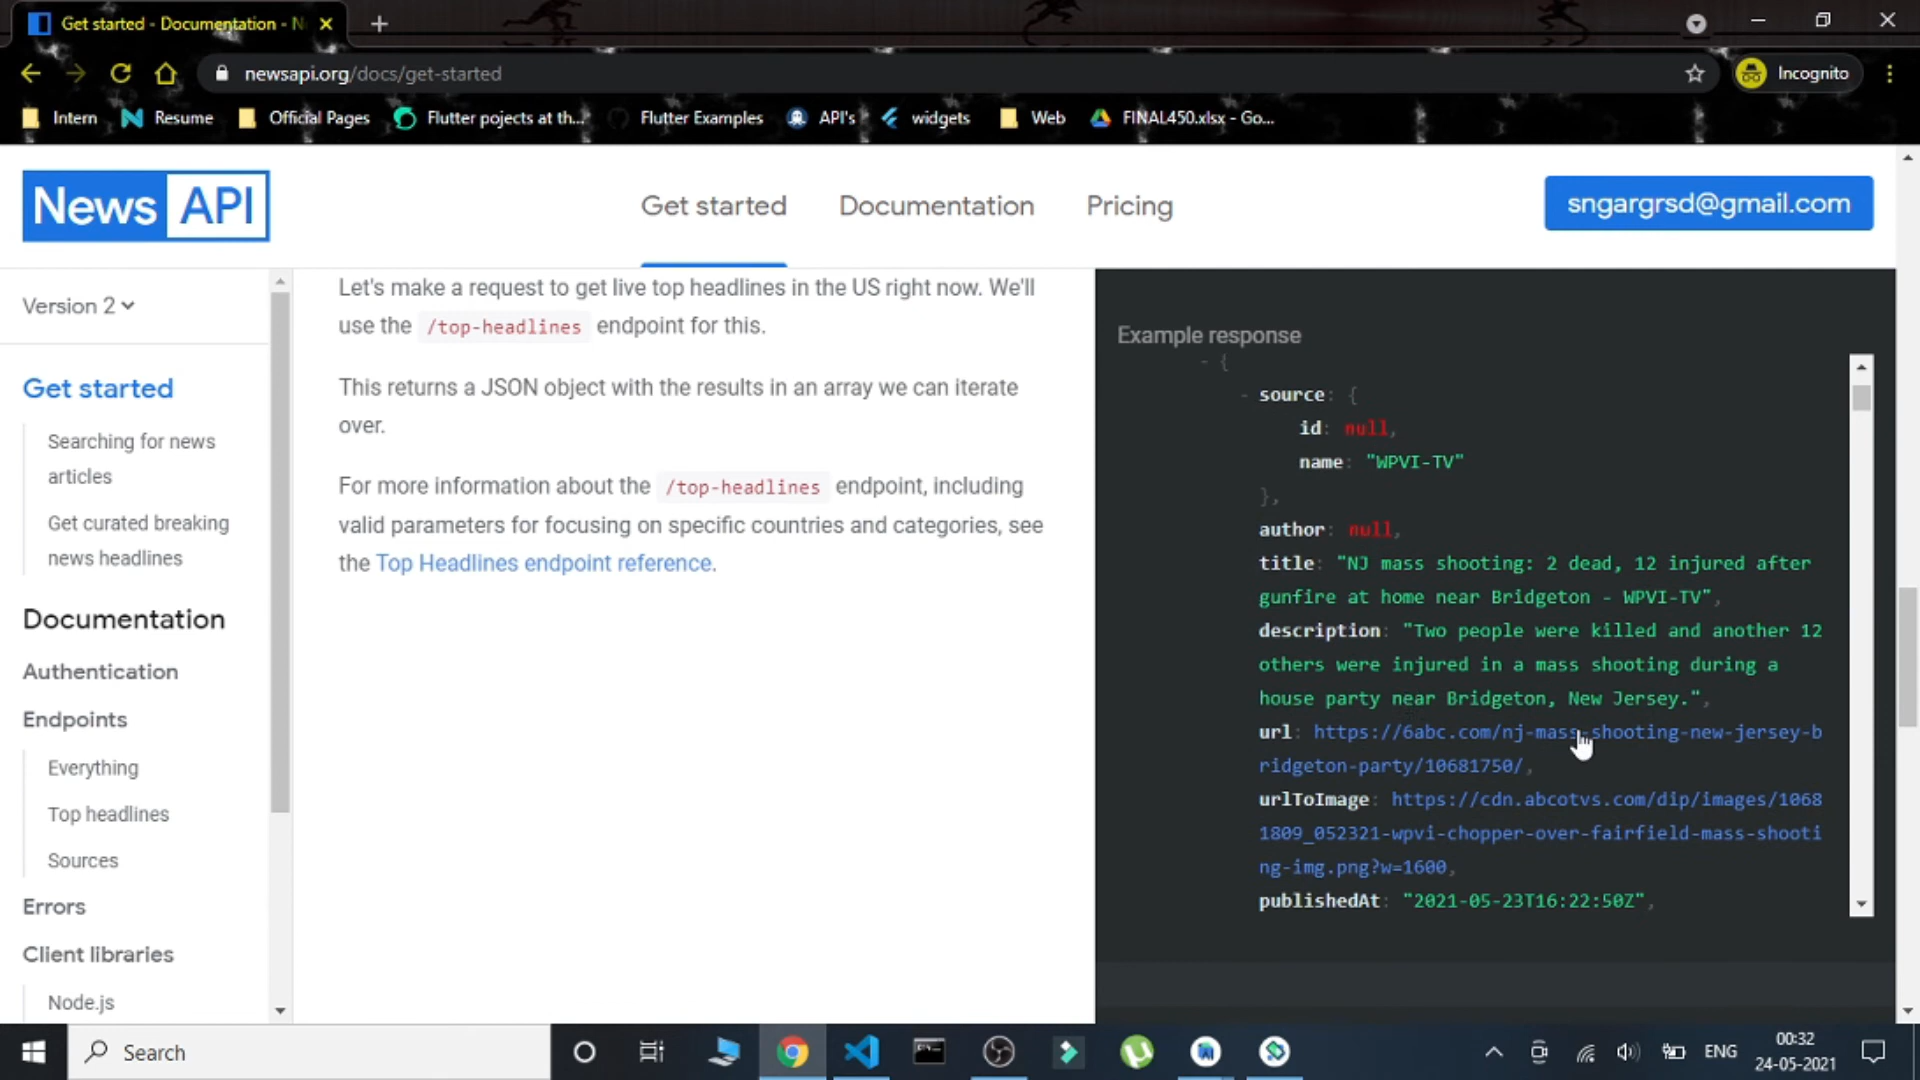 Get started - Documentation - N
newsapi.org/docs/get-started
Incognito
Intern
Resume
Official Pages
Flutter pojects at th...
Flutter Examples
API's
widgets
Web
FINAL450.xlsx - Go...
News API
Get started
Documentation
Pricing
sngargrsd@gmail.com
Version 2
Get started
Searching for news
articles
Get curated breaking
news headlines
Documentation
Authentication
Endpoints
Everything
Top headlines
Sources
Errors
Client libraries
Node.js
Let's make a request to get live top headlines in the US right now. We'll
use the /top-headlines endpoint for this.
This returns a JSON object with the results in an array we can iterate
over.
For more information about the /top-headlines endpoint, including
valid parameters for focusing on specific countries and categories, see
the Top Headlines endpoint reference.
Example response
- {
- source: {
id: null,
name: "WPVI-TV"
},
author: null,
title: "NJ mass shooting: 2 dead, 12 injured after
gunfire at home near Bridgeton - WPVI-TV",
description: "Two people were killed and another 12
others were injured in a mass shooting during a
house party near Bridgeton, New Jersey.",
url: https://6abc.com/nj-mass-shooting-new-jersey-b
ridgeton-party/10681750/,
urlToImage: https://cdn.abcotvs.com/dip/images/1068
1809_052321-wpvi-chopper-over-fairfield-mass-shooti
ng-img.png?w=1600,
publishedAt: "2021-05-23T16:22:50Z",
Search
ENG
00:32
24-05-2021